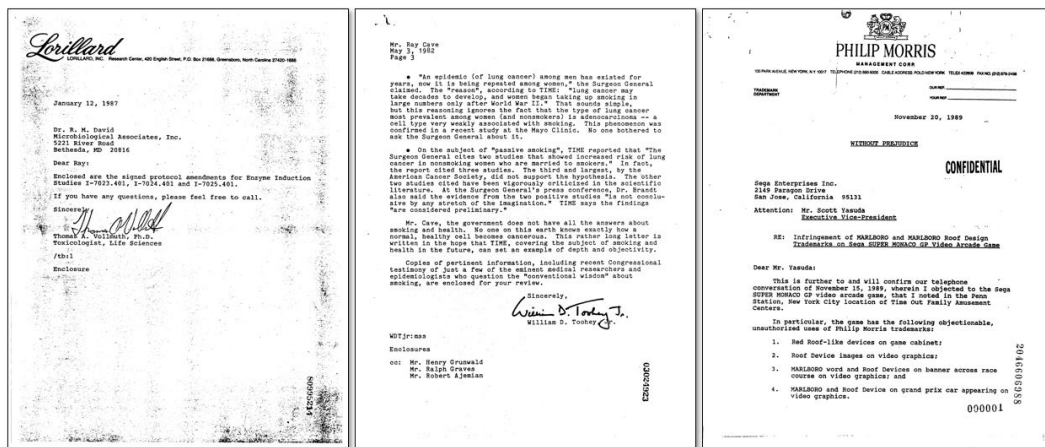 Lorillard
LORILLARD, INC. Research Center, 420 English Street, P.O. Box 21688, Greensboro, North Carolina 27420-1688
January 12, 1987
Dr. R. M. David
Microbiological Associates, Inc.
5221 River Road
Bethesda, MD 20816
Dear Ray:
Enclosed are the signed protocol amendments for Enzyme Induction
Studies I-7023.401, I-7024.401 and I-7025.401.
If you have any questions, please feel free to call.
Sincerely,
Thomas A. Vollmuth, Ph.D.
Toxicologist, Life Sciences
/tb:1
Enclosure
Mr. Ray Cave
May 3, 1982
Page 3
• "An epidemic (of lung cancer) among men has existed for
years, now it is being repeated among women," the Surgeon General
claimed. The "reason", according to TIME: "lung cancer may
take decades to develop, and women began taking up smoking in
large numbers only after World War II." That sounds simple,
but this reasoning ignores the fact that the type of lung cancer
most prevalent among women (and nonsmokers) is adenocarcinoma -- a
cell type very weakly associated with smoking. This phenomenon was
confirmed in a recent study at the Mayo Clinic. No one bothered to
ask the Surgeon General about it.
• On the subject of "passive smoking", TIME reported that "The
Surgeon General cites two studies that showed increased risk of lung
cancer in nonsmoking women who are married to smokers." In fact,
the report cited three studies. The third and largest, by the
American Cancer Society, did not support the hypothesis. The other
two studies cited have been vigorously criticized in the scientific
literature. At the Surgeon General's press conference, Dr. Brandt
also said the evidence from the two positive studies "is not conclu-
sive by any stretch of the imagination." TIME says the findings
"are considered preliminary."
Mr. Cave, the government does not have all the answers about
smoking and health. No one on this earth knows exactly how a
normal, healthy cell becomes cancerous. This rather long letter is
written in the hope that TIME, covering the subject of smoking and
health in the future, can set an example of depth and objectivity.
Copies of pertinent information, including recent Congressional
testimony of just a few of the eminent medical researchers and
epidemiologists who question the "conventional wisdom" about
smoking, are enclosed for your review.
Sincerely,
William D. Toohey Jr.
William D. Toohey, Jr.
WDTjr:mss
Enclosures
cc: Mr. Henry Grunwald
Mr. Ralph Graves
Mr. Robert Ajemian
03024923
PHILIP MORRIS
MANAGEMENT CORP.
TRADEMARK
DEPARTMENT
OUR REF.
YOUR REF.
November 20, 1989
WITHOUT PREJUDICE
CONFIDENTIAL
Sega Enterprises Inc.
2149 Paragon Drive
San Jose, California 95131
Attention: Mr. Scott Yasuda
Executive Vice-President
RE: Infringement of MARLBORO and MARLBORO Roof Design
Trademarks on Sega SUPER MONACO GP Video Arcade Game
Dear Mr. Yasuda:
This is further to and will confirm our telephone
conversation of November 15, 1989, wherein I objected to the Sega
SUPER MONACO GP video arcade game, that I noted in the Penn
Station, New York City location of Time Out Family Amusement
Centers.
In particular, the game has the following objectionable,
unauthorized uses of Philip Morris trademarks:
1. Red Roof-like devices on game cabinet;
2. Roof Device images on video graphics;
3. MARLBORO word and Roof Devices on banner across race
course on video graphics; and
4. MARLBORO and Roof Device on grand prix car appearing on
video graphics.
2046606988